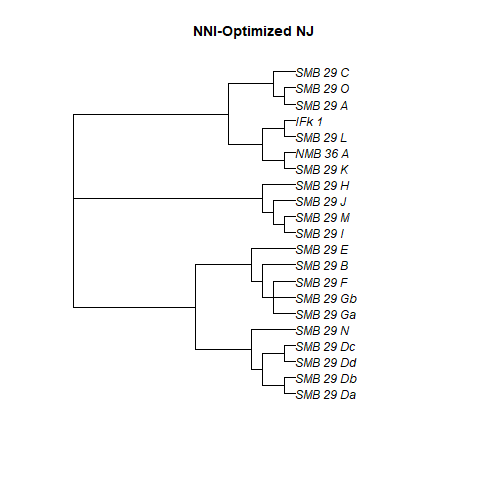 NNI-Optimized NJ
SMB 29 C
SMB 29 O
SMB 29 A
IFk 1
SMB 29 L
NMB 36 A
SMB 29 K
SMB 29 H
SMB 29 J
SMB 29 M
SMB 29 I
SMB 29 E
SMB 29 B
SMB 29 F
SMB 29 Gb
SMB 29 Ga
SMB 29 N
SMB 29 Dc
SMB 29 Dd
SMB 29 Db
SMB 29 Da